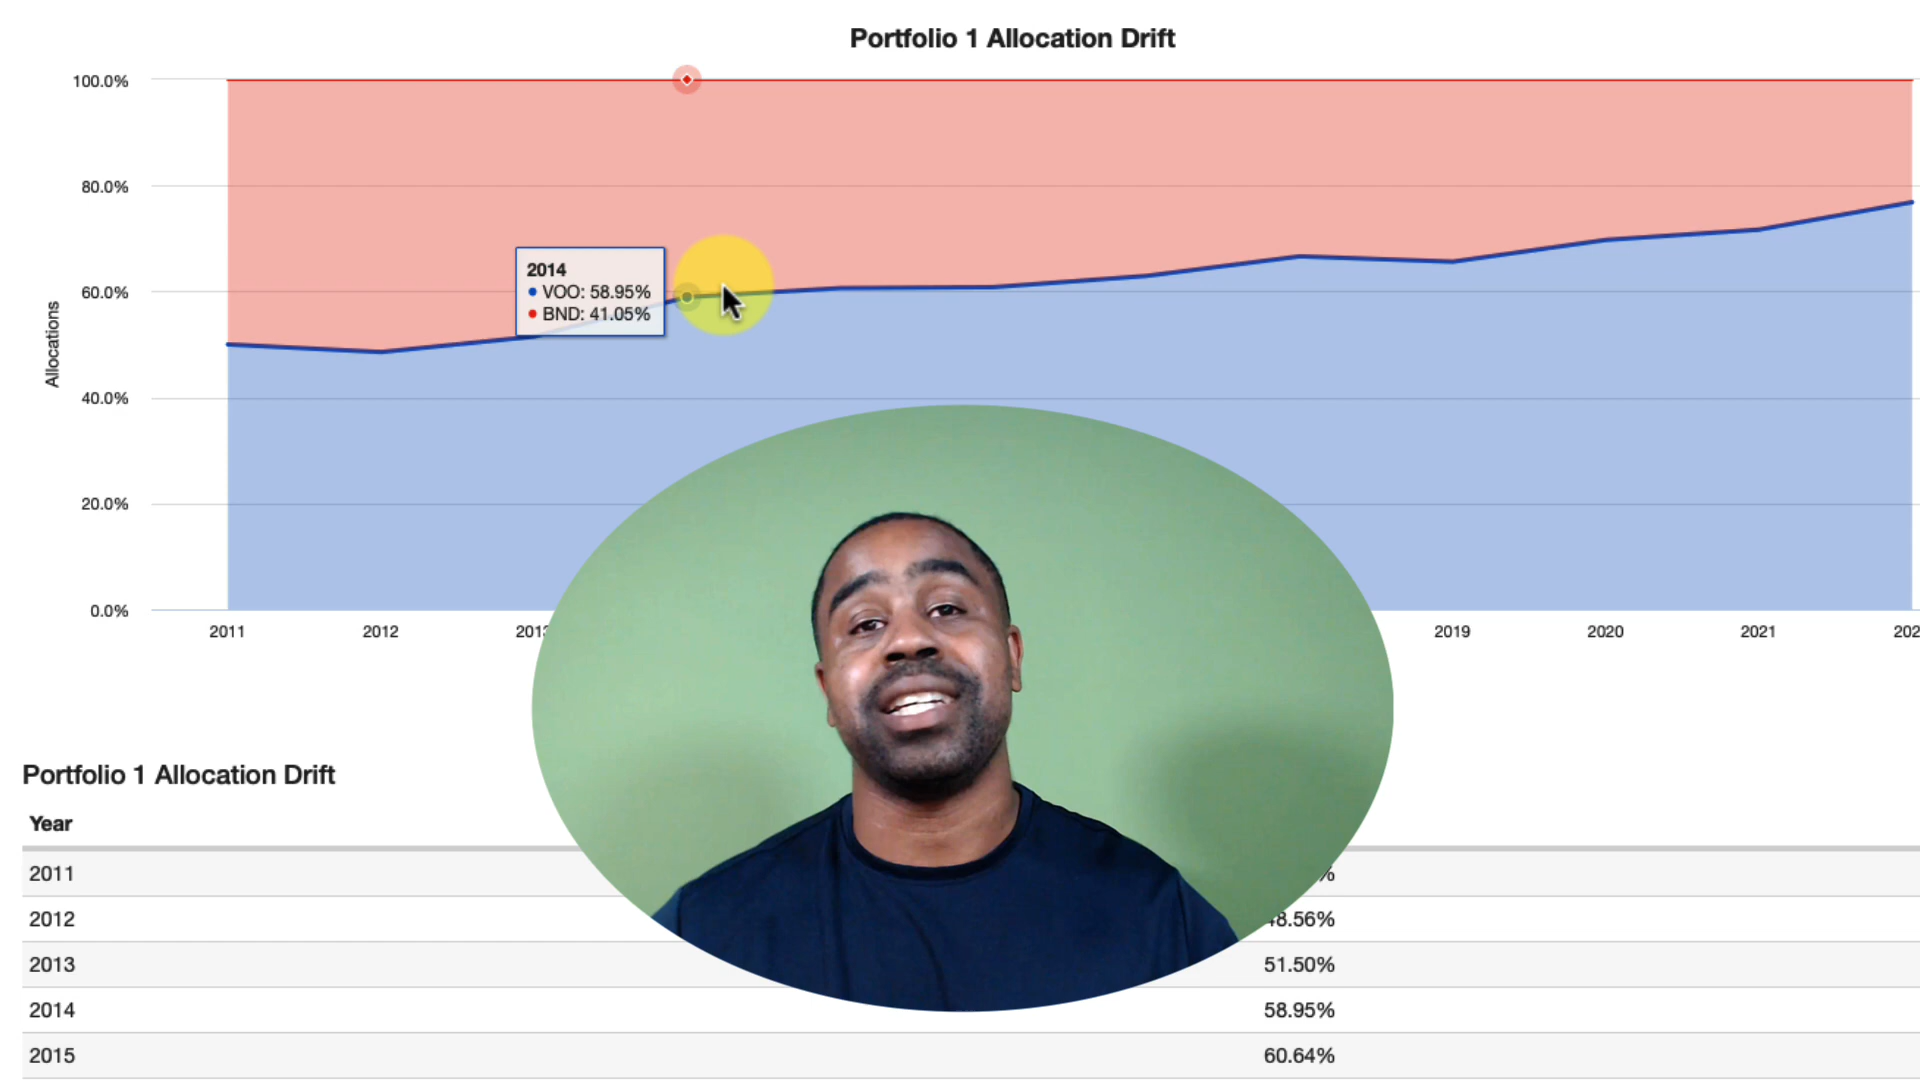 Portfolio 1 Allocation Drift
100.0%
80.0%
60.0%
40.0%
20.0%
0.0%
Allocations
2014
VOO: 58.95%
BND: 41.05%
2011 2012 2019 2020 2021
Portfolio 1 Allocation Drift
Year
2011
2012 48.56%
2013 51.50%
2014 58.95%
2015 60.64%